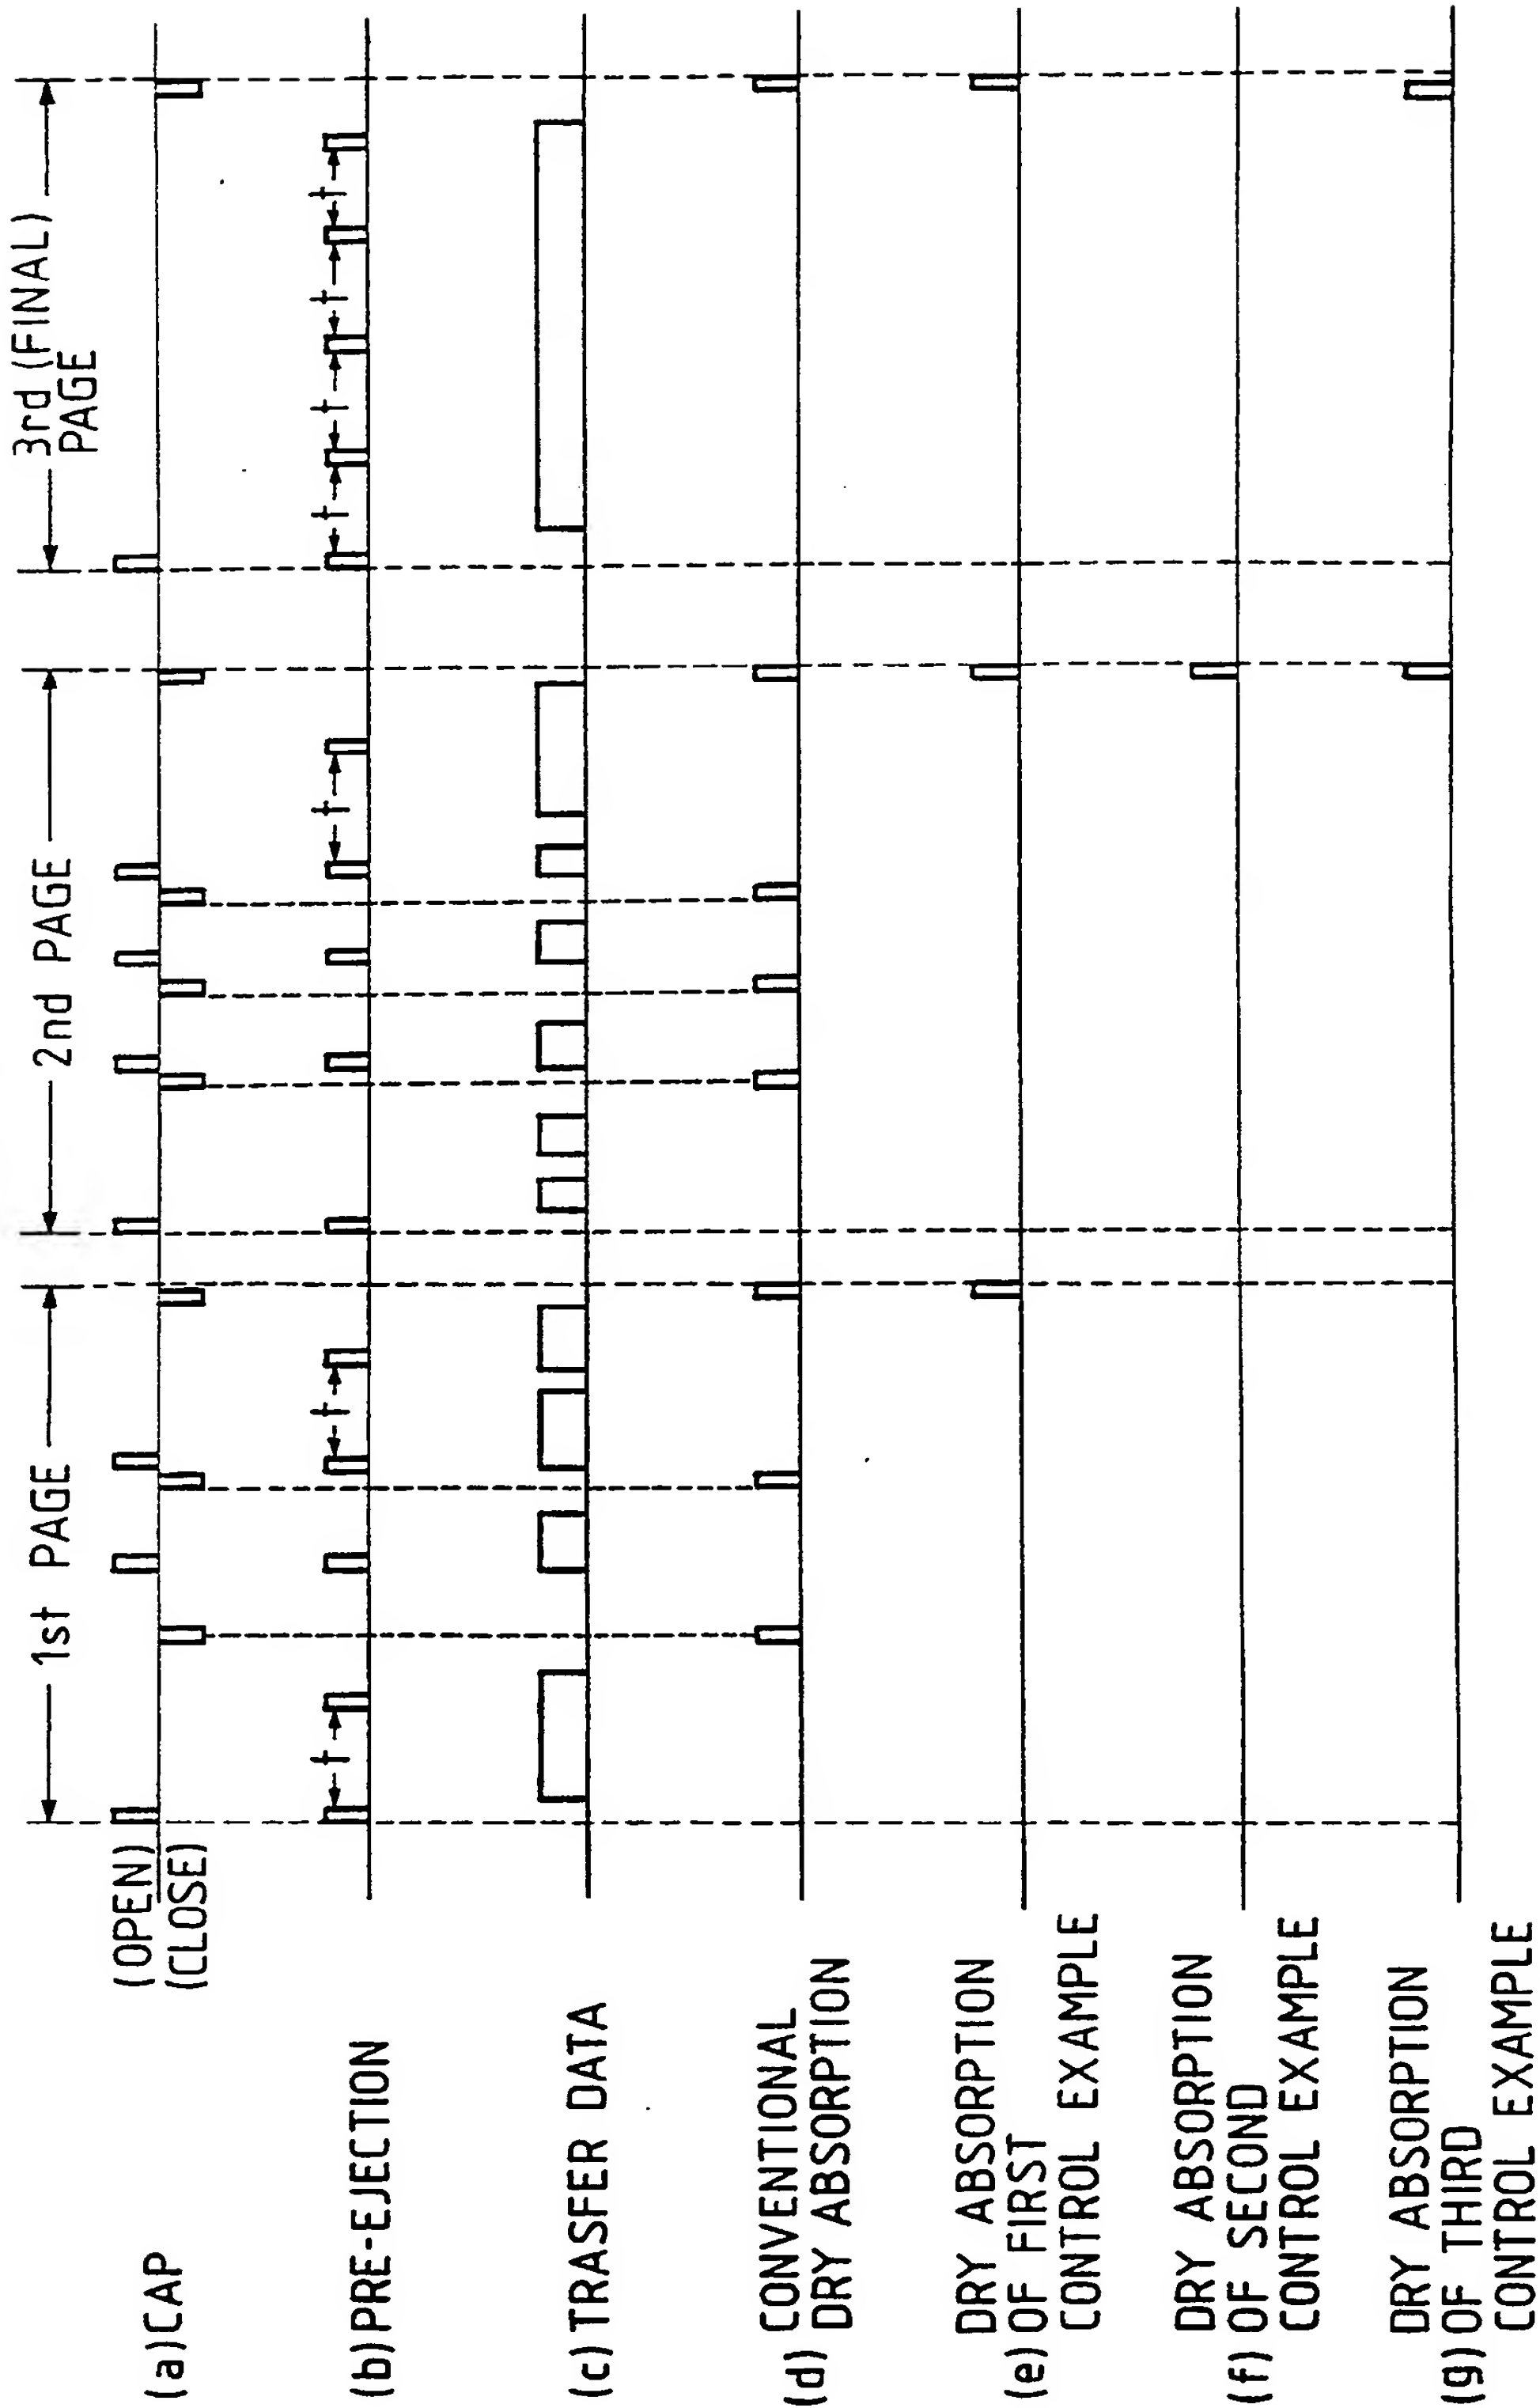 1st PAGE
2nd PAGE
3rd (FINAL)
PAGE
(a) CAP
(OPEN)
(CLOSE)
(b) PRE-EJECTION
t
t
t
t
t
t
t
(c) TRASFER DATA
(d) CONVENTIONAL
DRY ABSORPTION
DRY ABSORPTION
(e) OF FIRST
CONTROL EXAMPLE
DRY ABSORPTION
(f) OF SECOND
CONTROL EXAMPLE
DRY ABSORPTION
(g) OF THIRD
CONTROL EXAMPLE